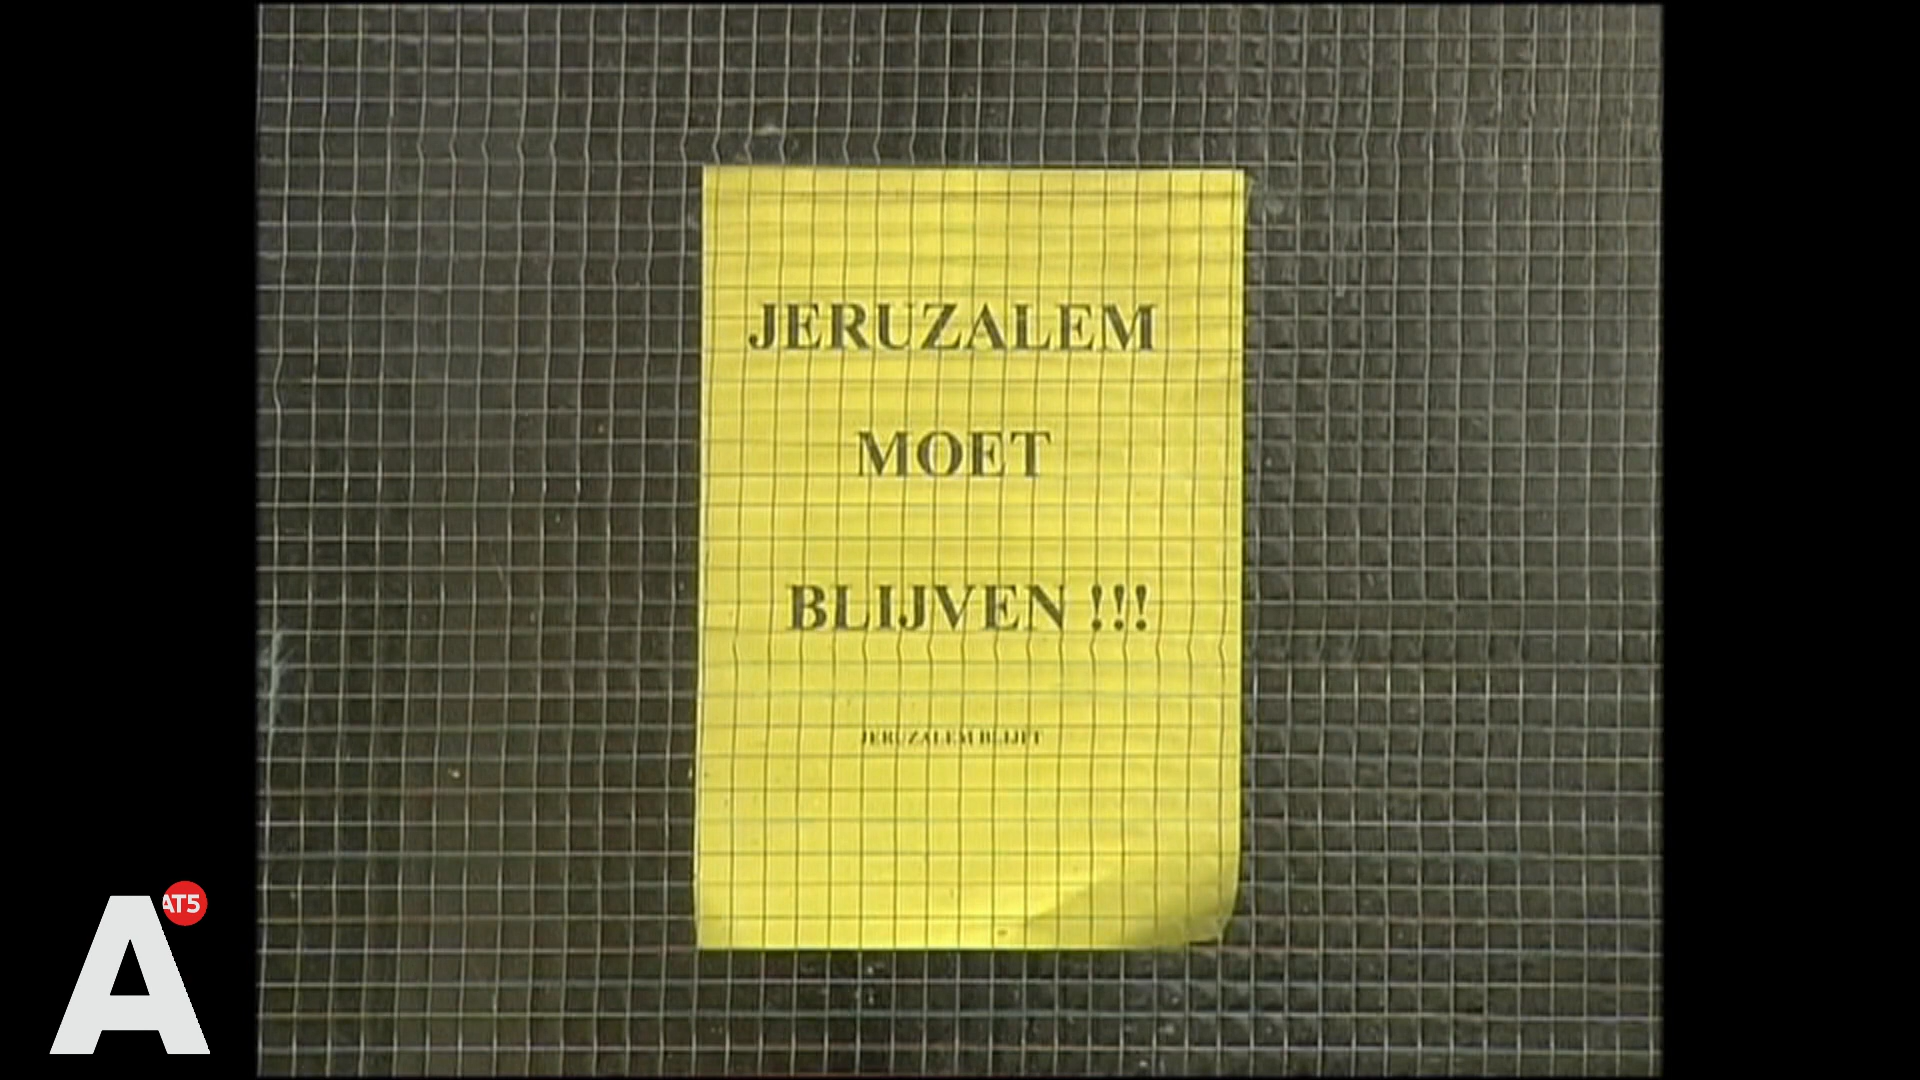 JERUZALEM
MOET
BLIJVEN !!!
JERUZALEM BLIJFT
AT5